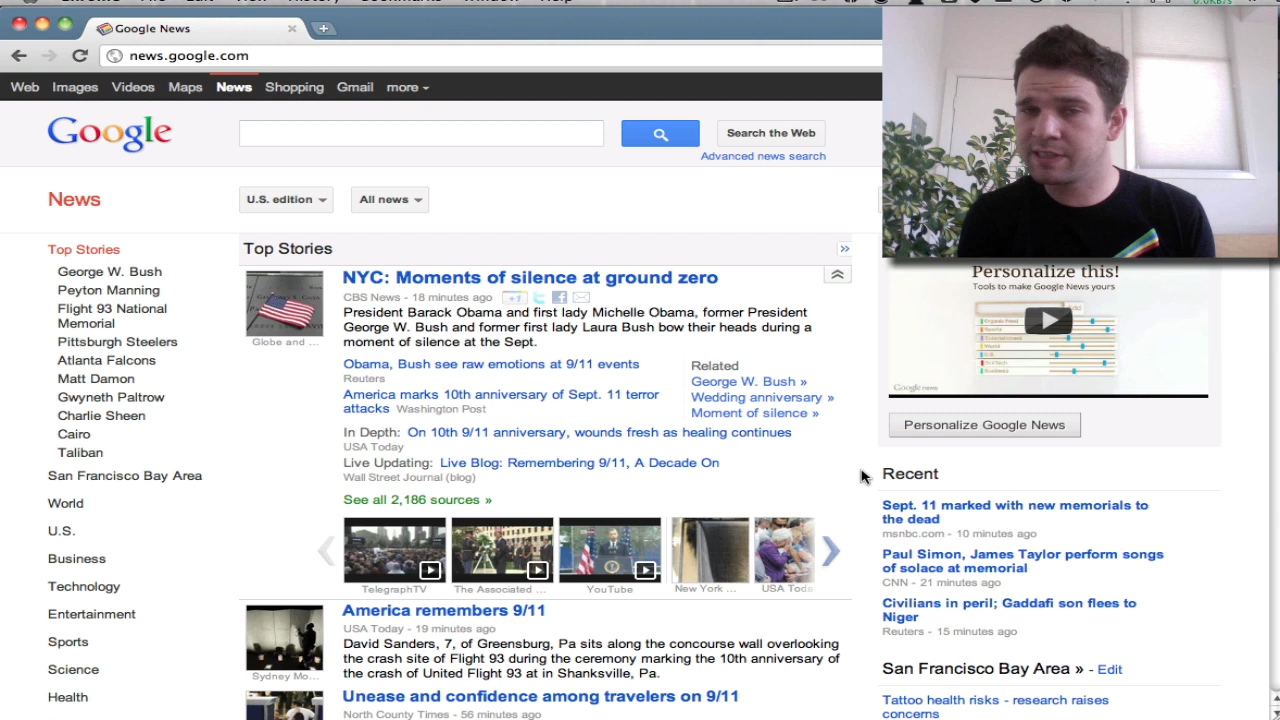 Google News
news.google.com
Web Images Videos Maps News Shopping Gmail more
Google
Search the Web
Advanced news search
News
U.S. edition
All news
Top Stories
George W. Bush
Peyton Manning
Flight 93 National
Memorial
Pittsburgh Steelers
Atlanta Falcons
Matt Damon
Gwyneth Paltrow
Charlie Sheen
Cairo
Taliban
San Francisco Bay Area
World
U.S.
Business
Technology
Entertainment
Sports
Science
Health
Top Stories
NYC: Moments of silence at ground zero
CBS News - 18 minutes ago +1
President Barack Obama and first lady Michelle Obama, former President
George W. Bush and former first lady Laura Bush bow their heads during a
moment of silence at the Sept.
Globe and ...
Obama, Bush see raw emotions at 9/11 events
Reuters
America marks 10th anniversary of Sept. 11 terror
attacks Washington Post
Related
George W. Bush »
Wedding anniversary »
Moment of silence »
In Depth: On 10th 9/11 anniversary, wounds fresh as healing continues
USA Today
Live Updating: Live Blog: Remembering 9/11, A Decade On
Wall Street Journal (blog)
See all 2,186 sources »
TelegraphTV The Associated ... YouTube New York ... USA Toda
America remembers 9/11
USA Today - 19 minutes ago
David Sanders, 7, of Greensburg, Pa sits along the concourse wall overlooking
the crash site of Flight 93 during the ceremony marking the 10th anniversary of
the crash of United Flight 93 at in Shanksville, Pa.
Sydney Mo...
Unease and confidence among travelers on 9/11
North County Times - 56 minutes ago
Personalize this!
Tools to make Google News yours
Google news
Personalize Google News
Recent
Sept. 11 marked with new memorials to
the dead
msnbc.com - 10 minutes ago
Paul Simon, James Taylor perform songs
of solace at memorial
CNN - 21 minutes ago
Civilians in peril; Gaddafi son flees to
Niger
Reuters - 15 minutes ago
San Francisco Bay Area » - Edit
Tattoo health risks - research raises
concerns